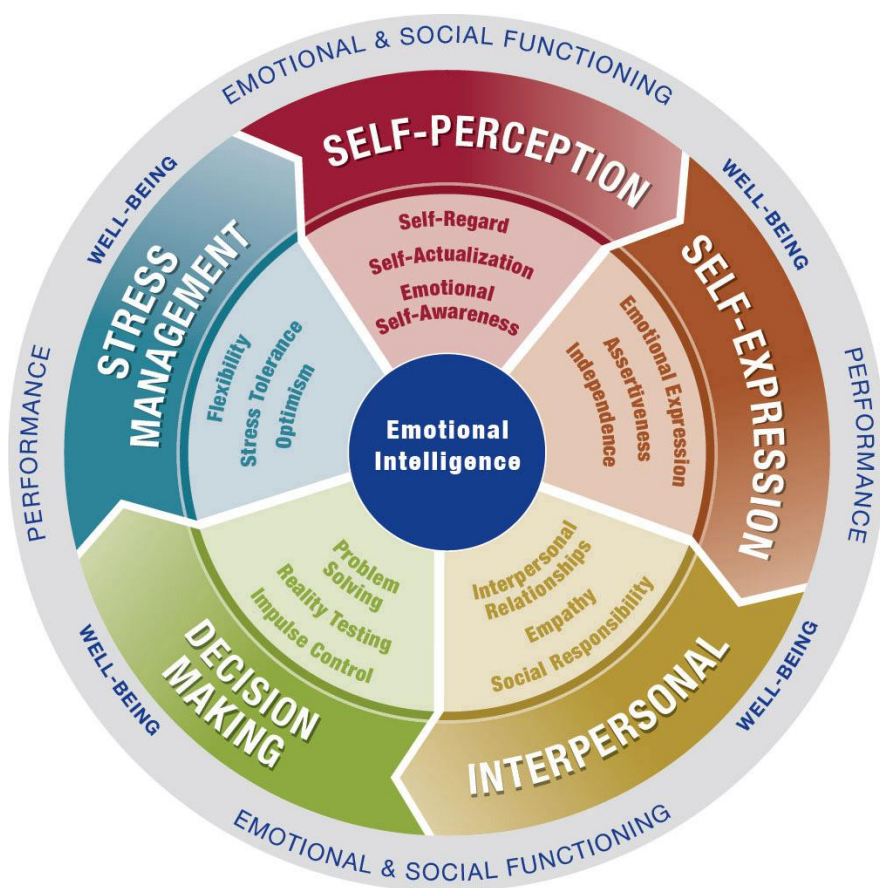 EMOTIONAL & SOCIAL FUNCTIONING
WELL-BEING
WELL-BEING
PERFORMANCE
PERFORMANCE
WELL-BEING
WELL-BEING
EMOTIONAL & SOCIAL FUNCTIONING
SELF-PERCEPTION
Self-Regard
Self-Actualization
Emotional
Self-Awareness
SELF-EXPRESSION
Emotional Expression
Assertiveness
Independence
INTERPERSONAL
Interpersonal
Relationships
Empathy
Social Responsibility
DECISION
MAKING
Problem
Solving
Reality Testing
Impulse Control
STRESS
MANAGEMENT
Flexibility
Stress Tolerance
Optimism
Emotional
Intelligence